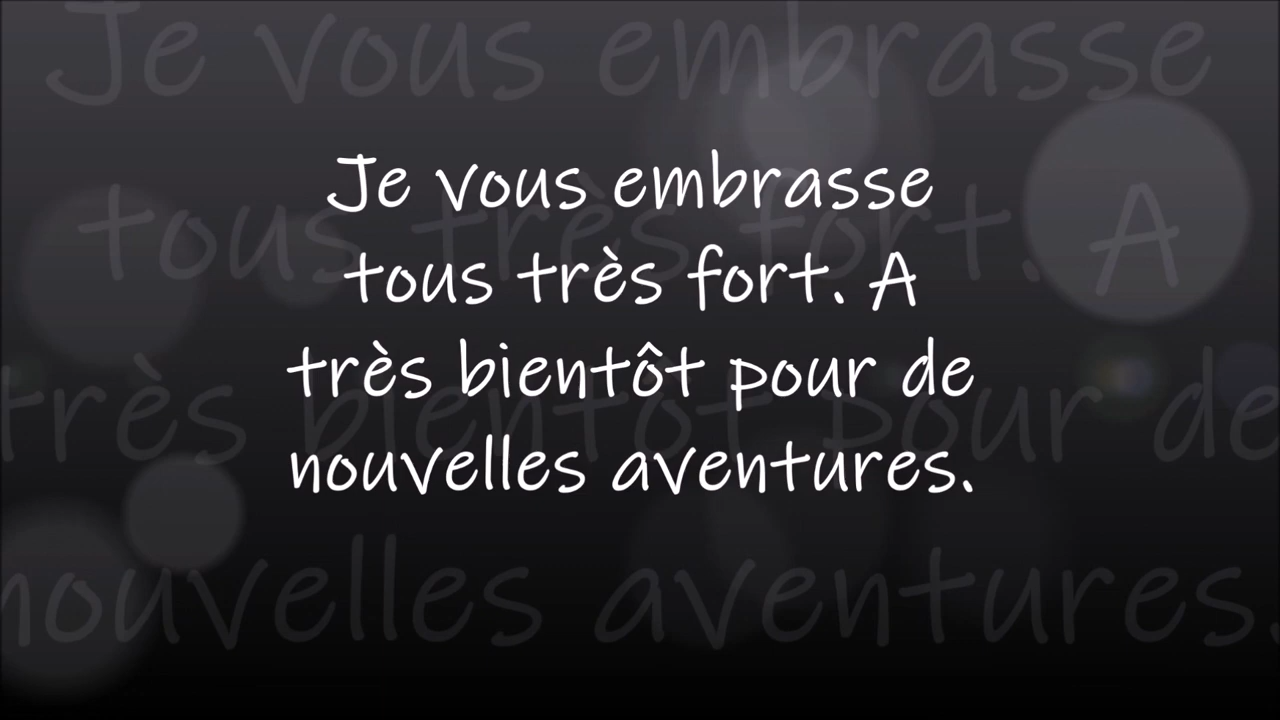 Je vous embrasse
tous très fort. A
très bientôt pour de
nouvelles aventures.